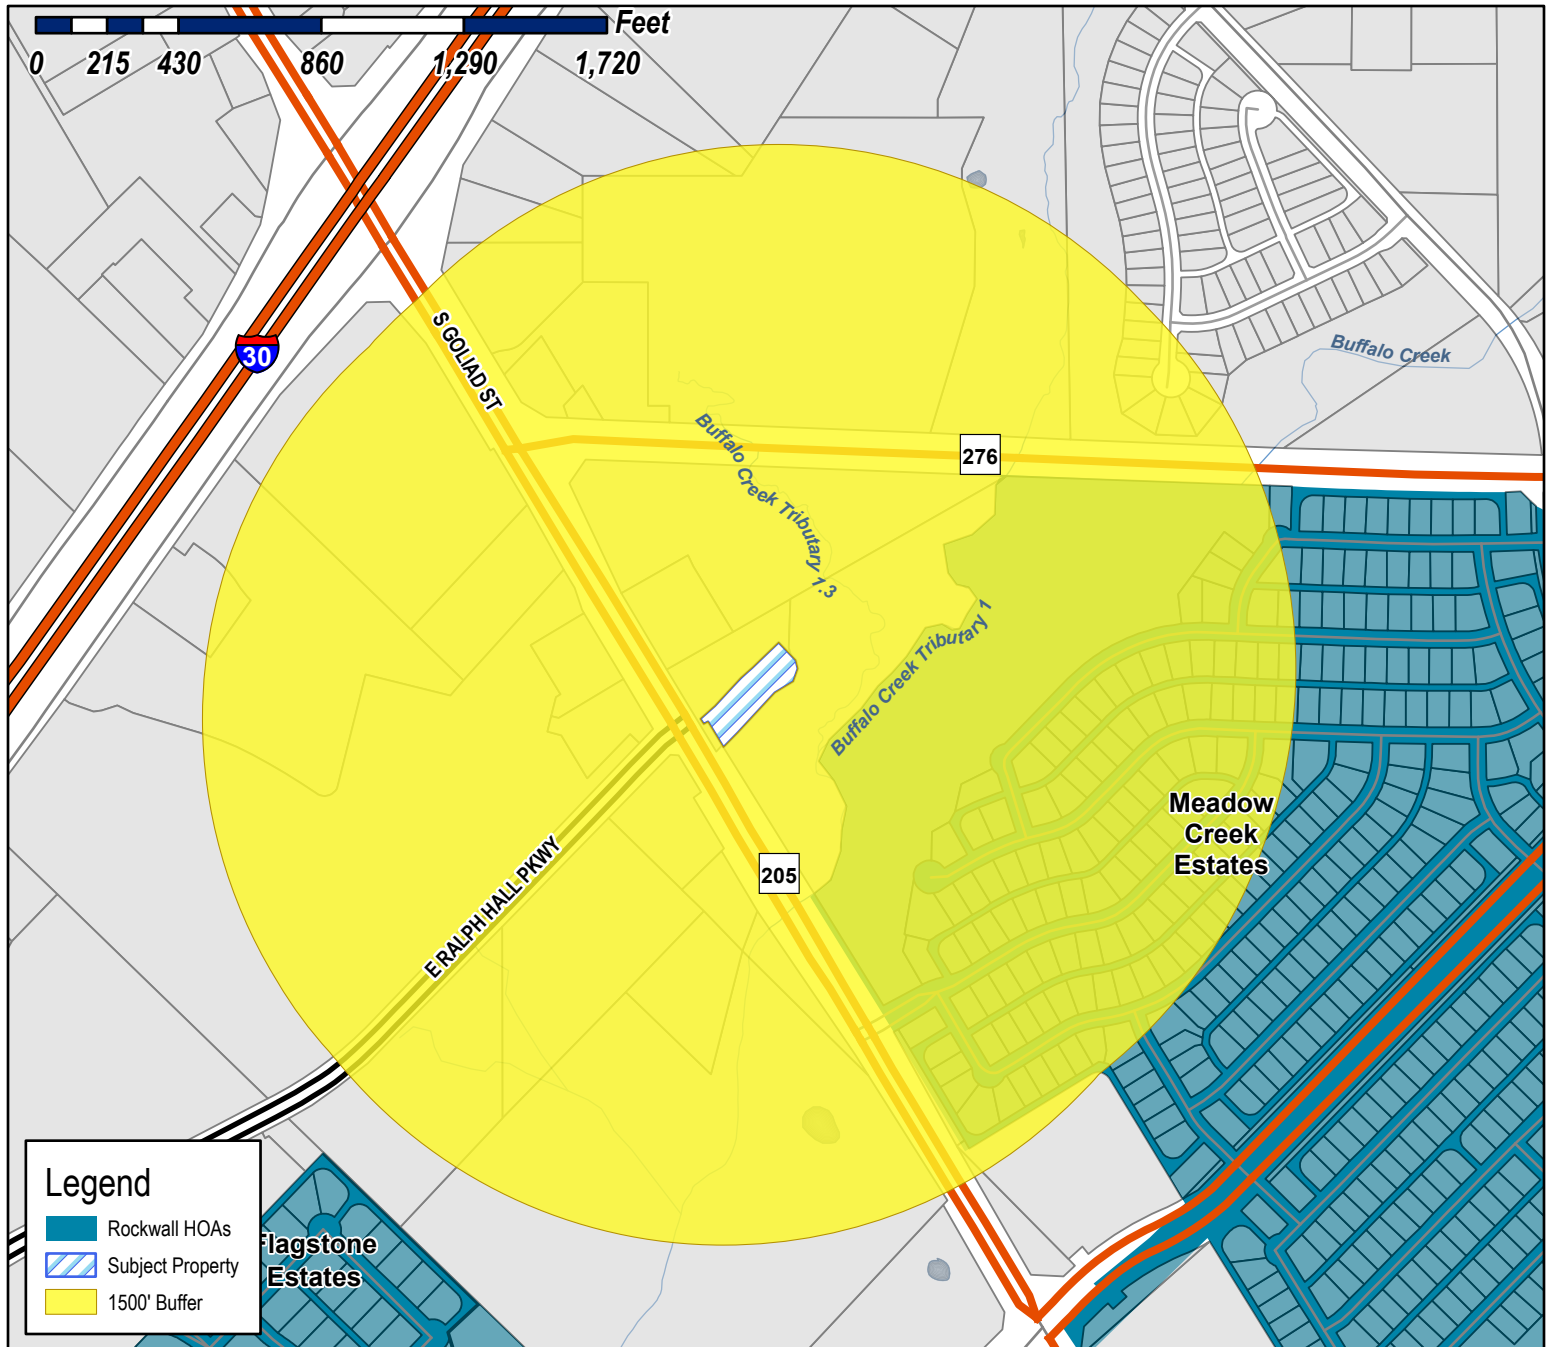 Feet
0 215 430 860 1,290 1,720
S GOLIAD ST
30
Buffalo Creek
276
Buffalo Creek Tributary 1.3
Buffalo Creek Tributary 1
Meadow
Creek
Estates
205
E RALPH HALL PKWY
Legend
Rockwall HOAs
Subject Property
1500' Buffer
Flagstone
Estates